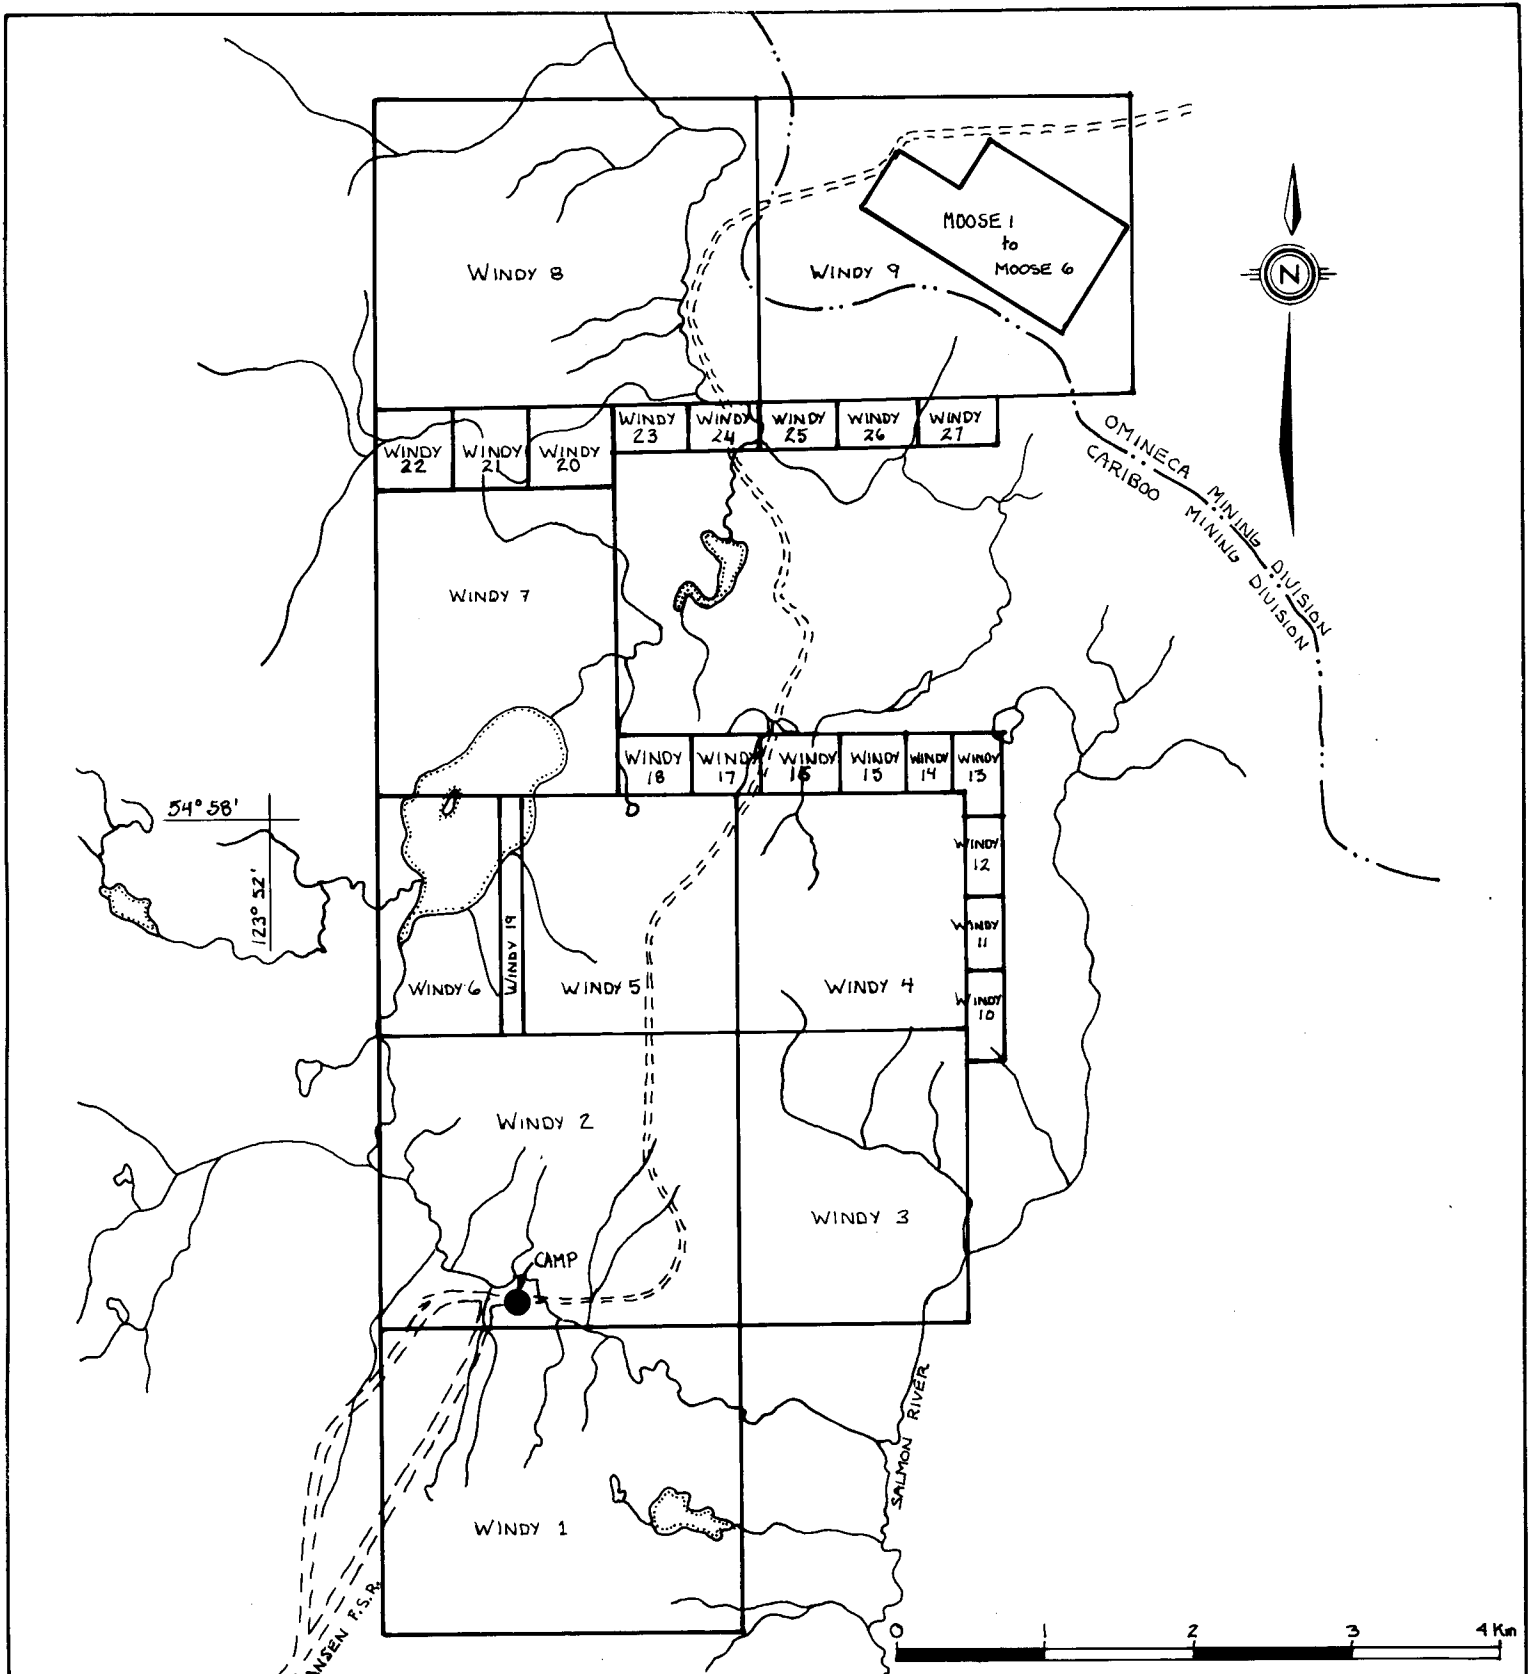 MOOSE 1
to
MOOSE 6
WINDY 8
WINDY 9
N
WINDY
23
WINDY
24
WINDY
25
WINDY
26
WINDY
27
WINDY
22
WINDY
21
WINDY
20
OMINECA MINING DIVISION
CARIBOO MINING DIVISION
WINDY 7
WINDY
18
WINDY
17
WINDY
16
WINDY
15
WINDY
14
WINDY
13
54° 58'
123° 52'
WINDY
12
WINDY
11
WINDY
10
WINDY 6
WINDY 19
WINDY 5
WINDY 4
WINDY 2
WINDY 3
CAMP
SALMON RIVER
WINDY 1
ANSEN F.S.R.
0 1 2 3 4 Km